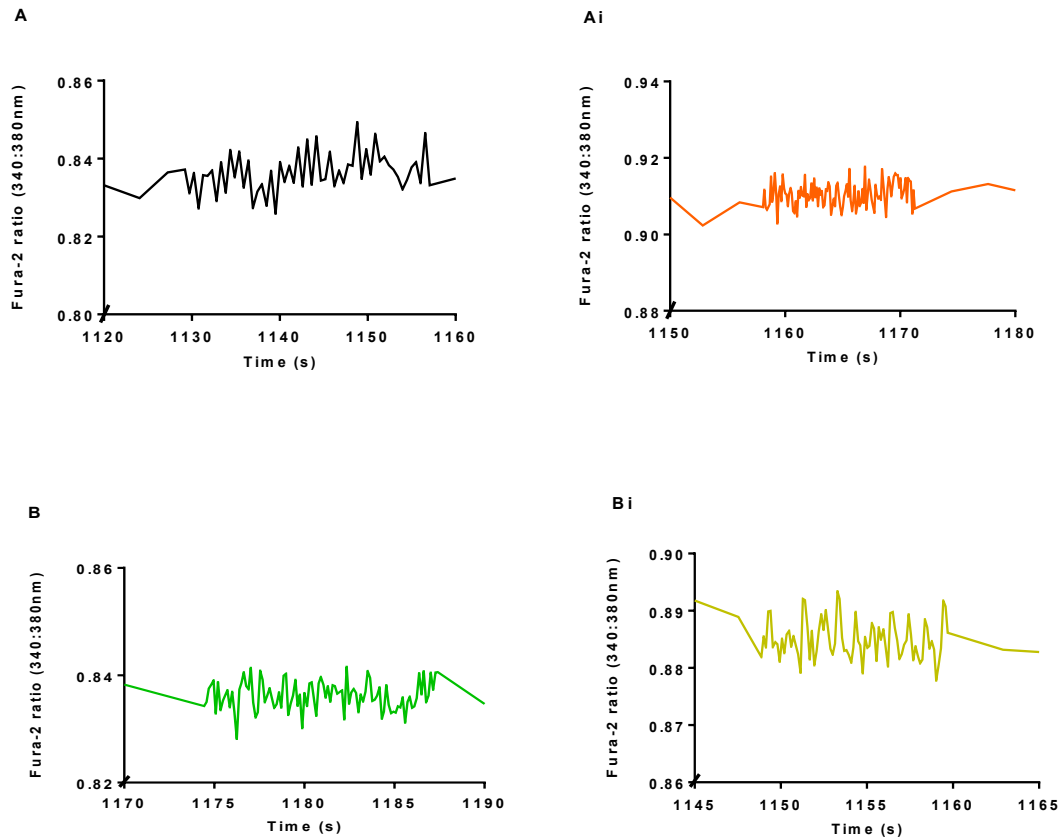 A
Fura-2 ratio (340:380nm)
0.86
0.84
0.82
0.80
1120 1130 1140 1150 1160
Time (s)
Ai
Fura-2 ratio (340:380nm)
0.94
0.92
0.90
0.88
1150 1160 1170 1180
Time (s)
B
Fura-2 ratio (340:380nm)
0.86
0.84
0.82
1170 1175 1180 1185 1190
Time (s)
Bi
Fura-2 ratio (340:380nm)
0.90
0.89
0.88
0.87
0.86
1145 1150 1155 1160 1165
Time (s)